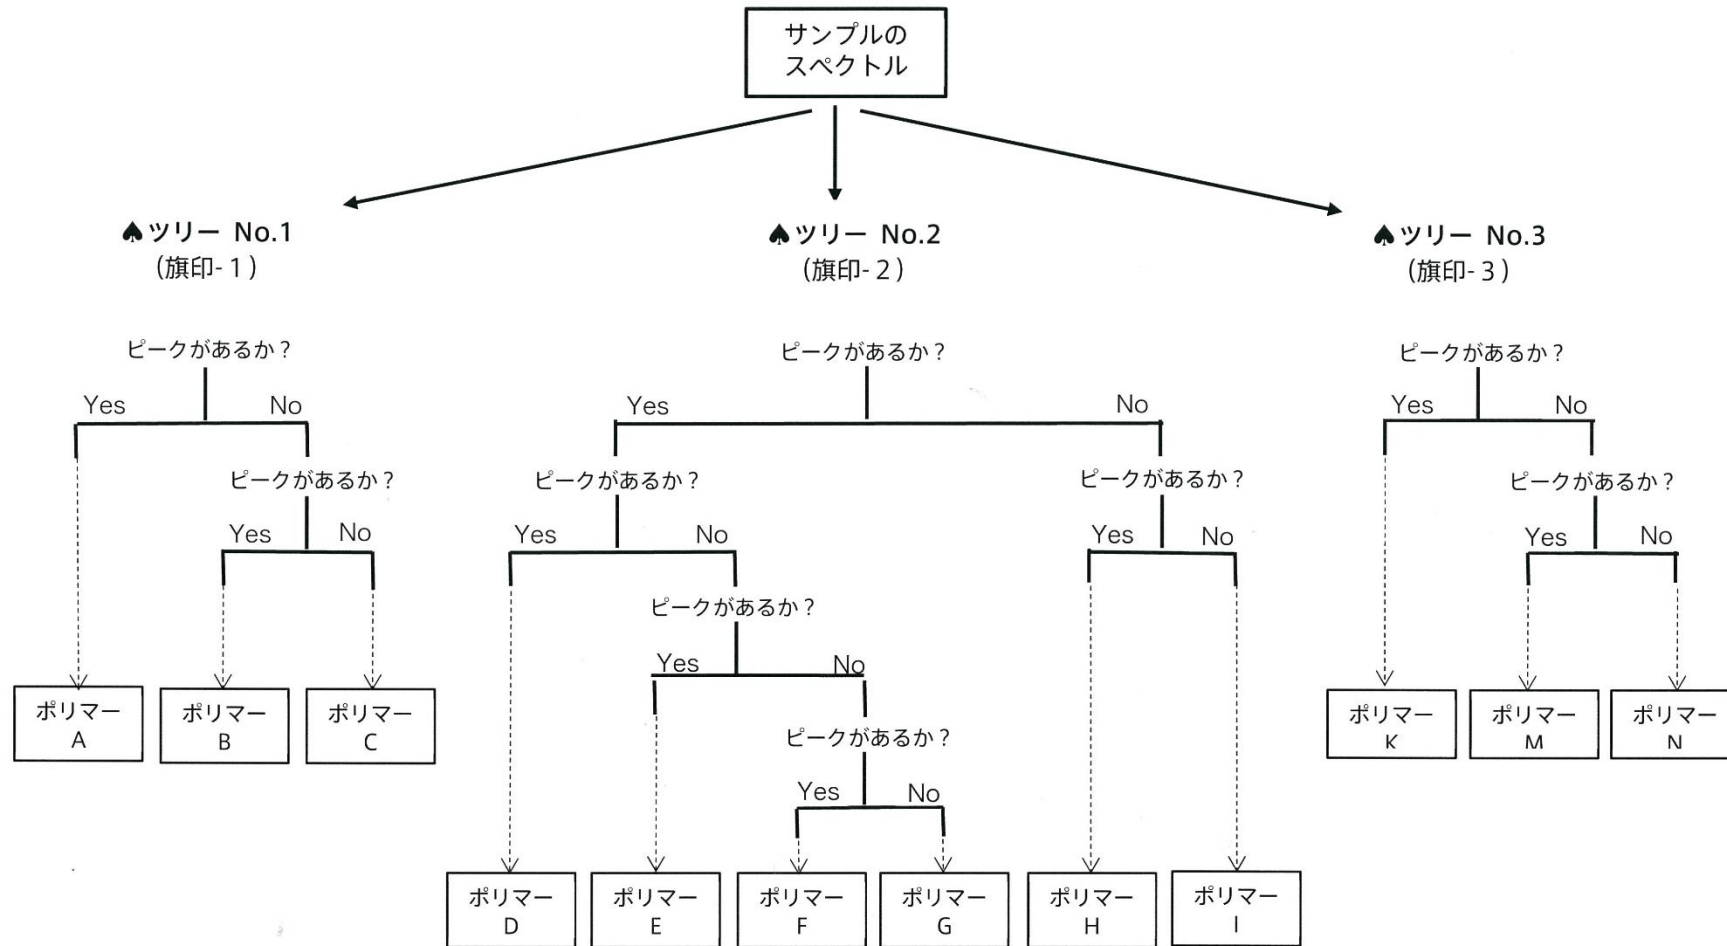 サンプルの
スペクトル
♠ツリー No.1
(旗印-1)
♠ツリー No.2
(旗印-2)
♠ツリー No.3
(旗印-3)
ピークがあるか?
Yes
No
ピークがあるか?
Yes
No
ポリマー
A
ポリマー
B
ポリマー
C
ピークがあるか?
Yes
No
ピークがあるか?
Yes
No
ピークがあるか?
Yes
No
ピークがあるか?
Yes
No
ピークがあるか?
Yes
No
ポリマー
D
ポリマー
E
ポリマー
F
ポリマー
G
ポリマー
H
ポリマー
I
ピークがあるか?
Yes
No
ピークがあるか?
Yes
No
ポリマー
K
ポリマー
M
ポリマー
N